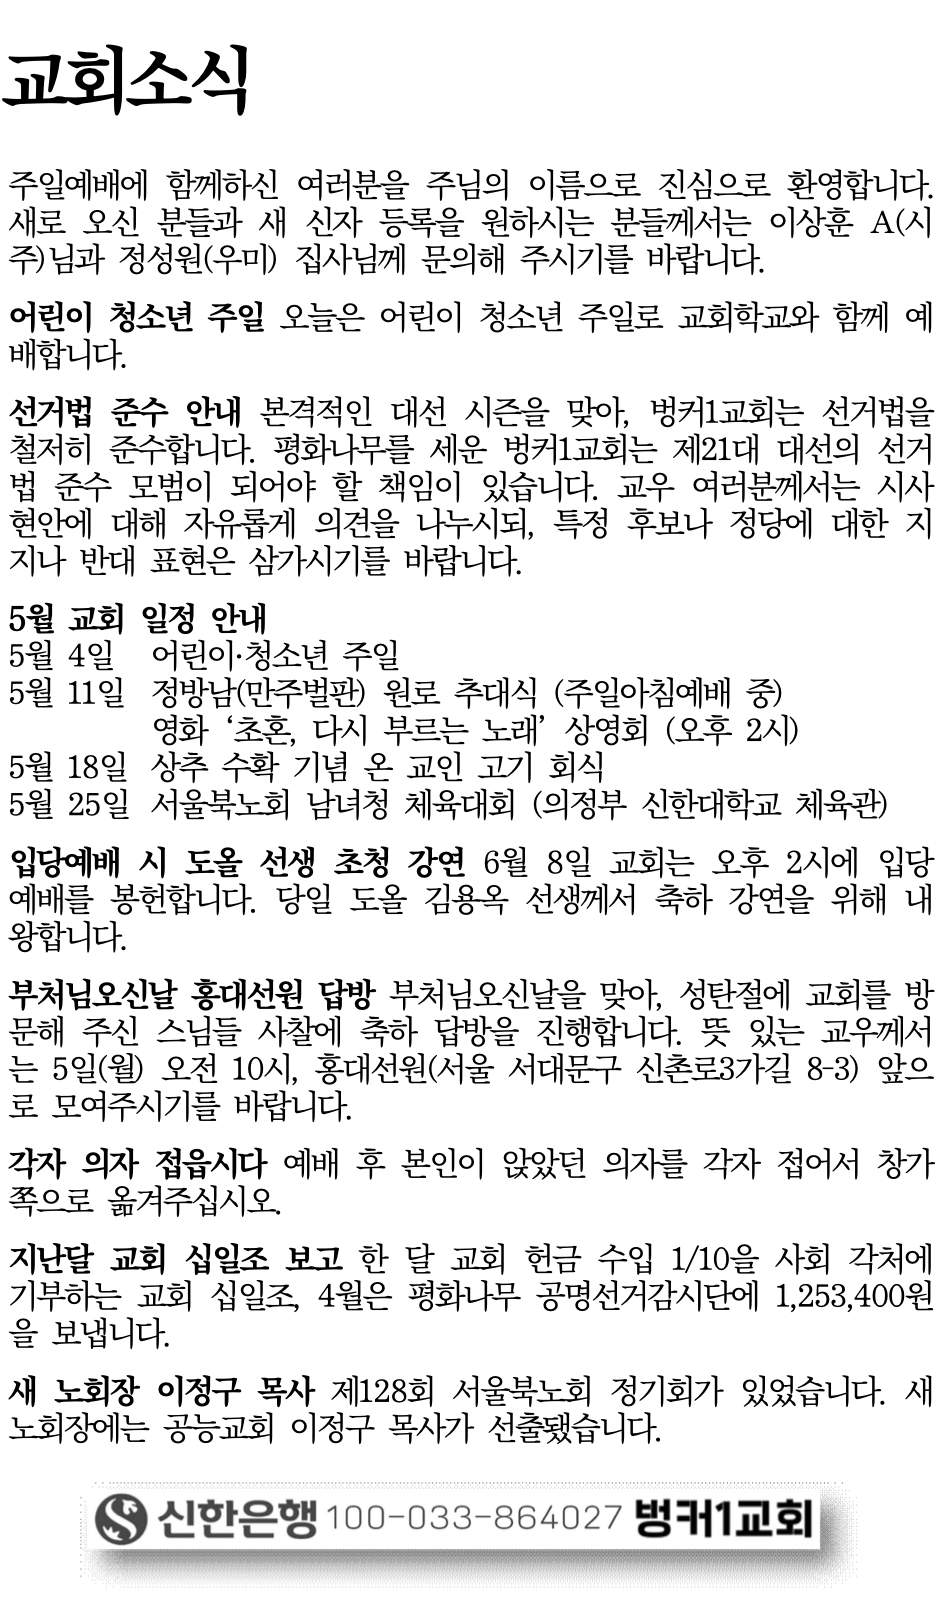 교회소식
주일예배에 함께하신 여러분을 주님의 이름으로 진심으로 환영합니다.
새로 오신 분들과 새 신자 등록을 원하시는 분들께서는 이상훈 A(시
주)님과 정성원(우미) 집사님께 문의해 주시기를 바랍니다.
어린이 청소년 주일 오늘은 어린이 청소년 주일로 교회학교와 함께 예
배합니다.
선거법 준수 안내 본격적인 대선 시즌을 맞아, 벙커1교회는 선거법을
철저히 준수합니다. 평화나무를 세운 벙커1교회는 제21대 대선의 선거
법 준수 모범이 되어야 할 책임이 있습니다. 교우 여러분께서는 시사
현안에 대해 자유롭게 의견을 나누시되, 특정 후보나 정당에 대한 지
지나 반대 표현은 삼가시기를 바랍니다.
5월 교회 일정 안내
5월 4일 어린이·청소년 주일
5월 11일 정방남(만주벌판) 원로 추대식 (주일아침예배 중)
영화 ‘초혼, 다시 부르는 노래’ 상영회 (오후 2시)
5월 18일 상추 수확 기념 온 교인 고기 회식
5월 25일 서울북노회 남녀청 체육대회 (의정부 신한대학교 체육관)
입당예배 시 도올 선생 초청 강연 6월 8일 교회는 오후 2시에 입당
예배를 봉헌합니다. 당일 도올 김용옥 선생께서 축하 강연을 위해 내
왕합니다.
부처님오신날 홍대선원 답방 부처님오신날을 맞아, 성탄절에 교회를 방
문해 주신 스님들 사찰에 축하 답방을 진행합니다. 뜻 있는 교우께서
는 5일(월) 오전 10시, 홍대선원(서울 서대문구 신촌로3가길 8-3) 앞으
로 모여주시기를 바랍니다.
각자 의자 접읍시다 예배 후 본인이 앉았던 의자를 각자 접어서 창가
쪽으로 옮겨주십시오.
지난달 교회 십일조 보고 한 달 교회 헌금 수입 1/10을 사회 각처에
기부하는 교회 십일조, 4월은 평화나무 공명선거감시단에 1,253,400원
을 보냅니다.
새 노회장 이정구 목사 제128회 서울북노회 정기회가 있었습니다. 새
노회장에는 공능교회 이정구 목사가 선출됐습니다.
신한은행 100-033-864027 벙커1교회